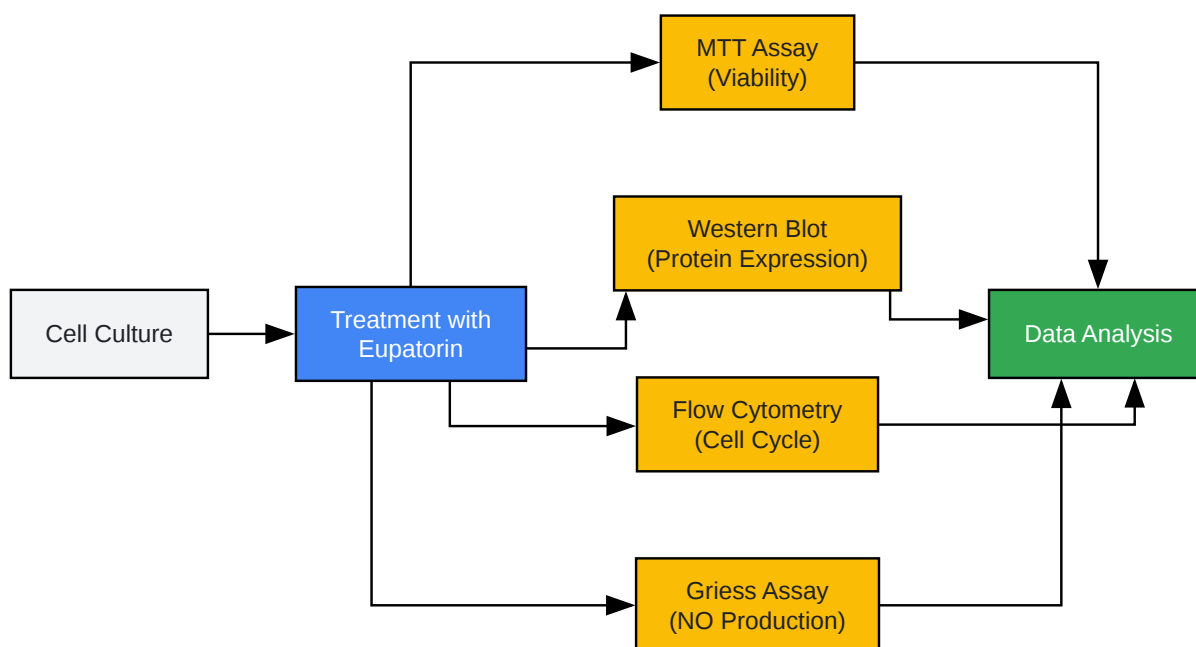 MTT Assay
(Viability)
Western Blot
(Protein Expression)
Cell Culture
Treatment with
Eupatorin
Data Analysis
Flow Cytometry
(Cell Cycle)
Griess Assay
(NO Production)